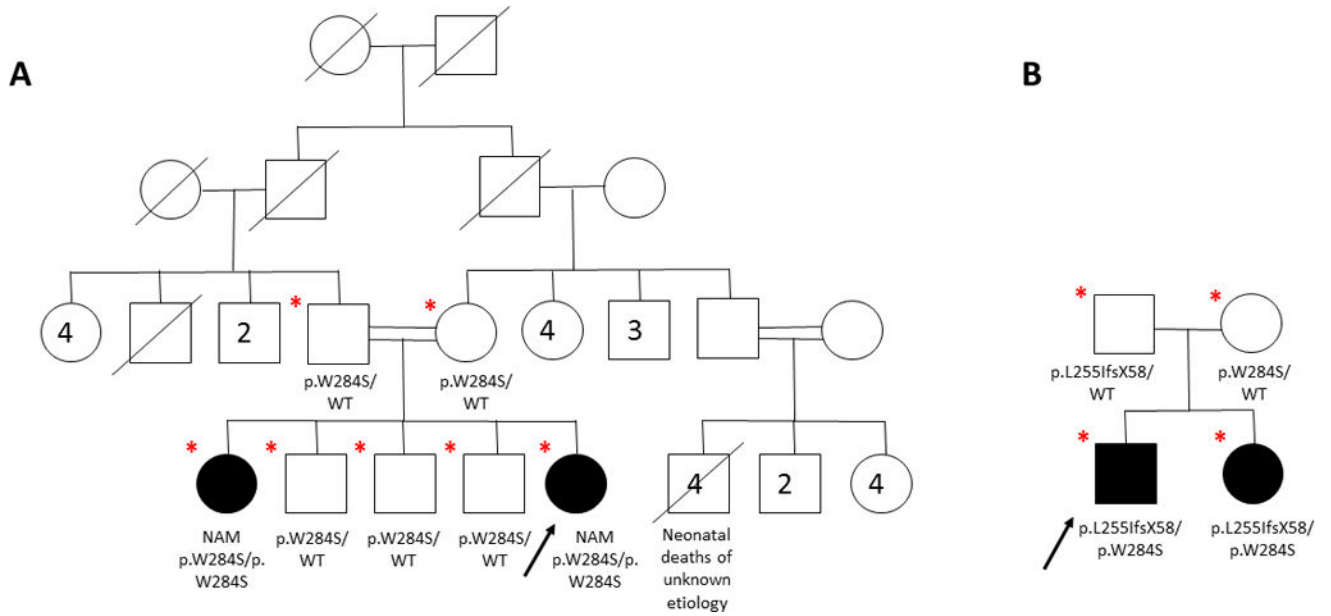 A
B
4
*
2
*
4
3
p.W284S/
WT
p.W284S/
WT
*
*
*
*
*
4
2
4
NAM
p.W284S/p.
W284S
p.W284S/
WT
p.W284S/
WT
p.W284S/
WT
NAM
p.W284S/p.
W284S
Neonatal
deaths of
unknown
etiology
*
*
p.L255IfsX58/
WT
p.W284S/
WT
*
*
p.L255IfsX58/
p.W284S
p.L255IfsX58/
p.W284S